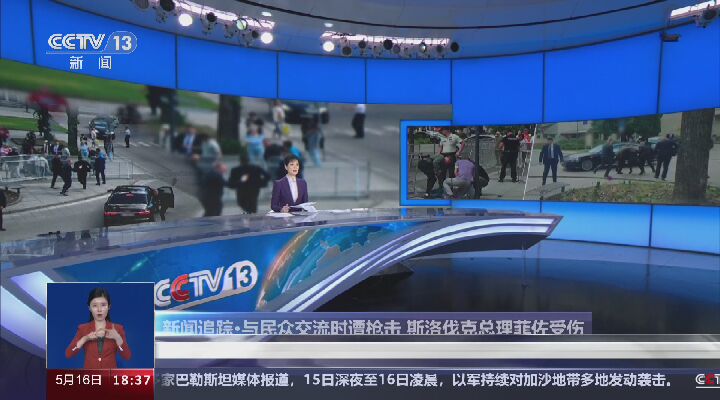 CCTV 13
新闻
CCTV 13
新闻追踪·与民众交流时遭枪击 斯洛伐克总理菲佐受伤
5月16日 18:37
家巴勒斯坦媒体报道，15日深夜至16日凌晨，以军持续对加沙地带多地发动袭击。